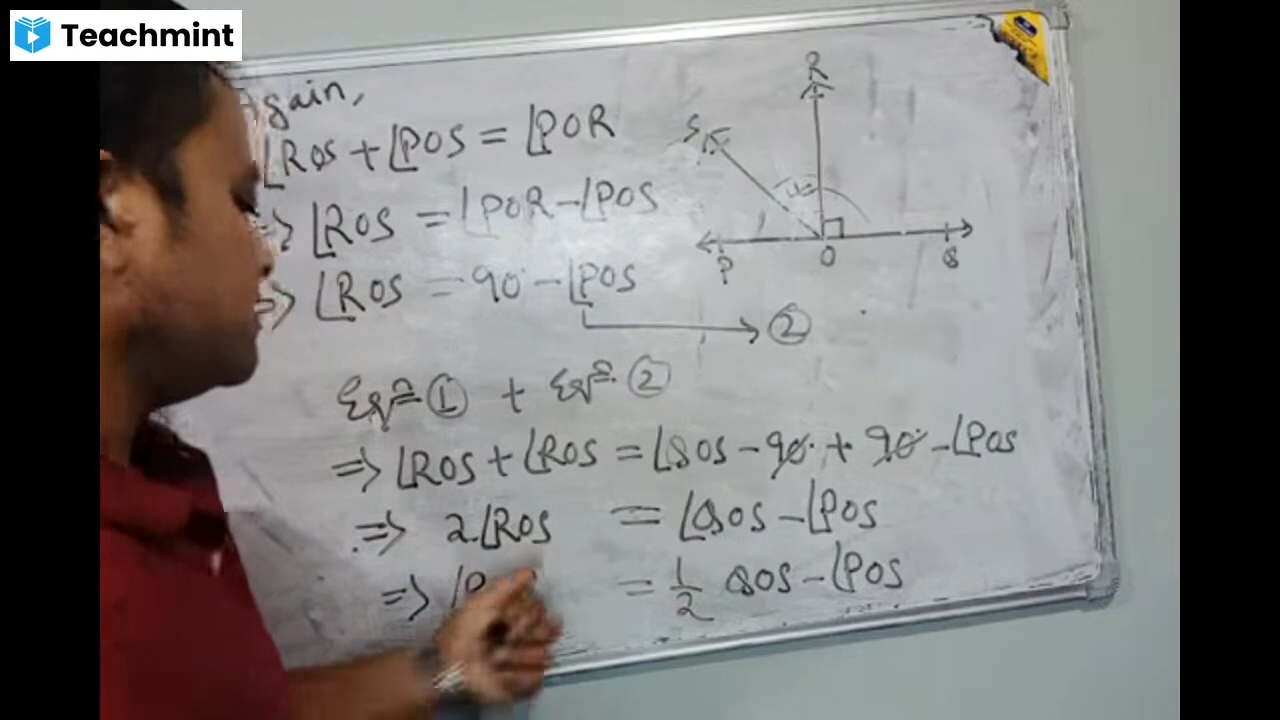 Teachmint
Again,
∠ROS + ∠POS = ∠POR
=> ∠ROS = ∠POR - ∠POS
=> ∠ROS = 90° - ∠POS
②
Eqn ① + Eqn ②
=> ∠ROS + ∠ROS = ∠QOS - 90° + 90° - ∠POS
=> 2∠ROS = ∠QOS - ∠POS
=> = 1/2 QOS - ∠POS
R
S
P O Q